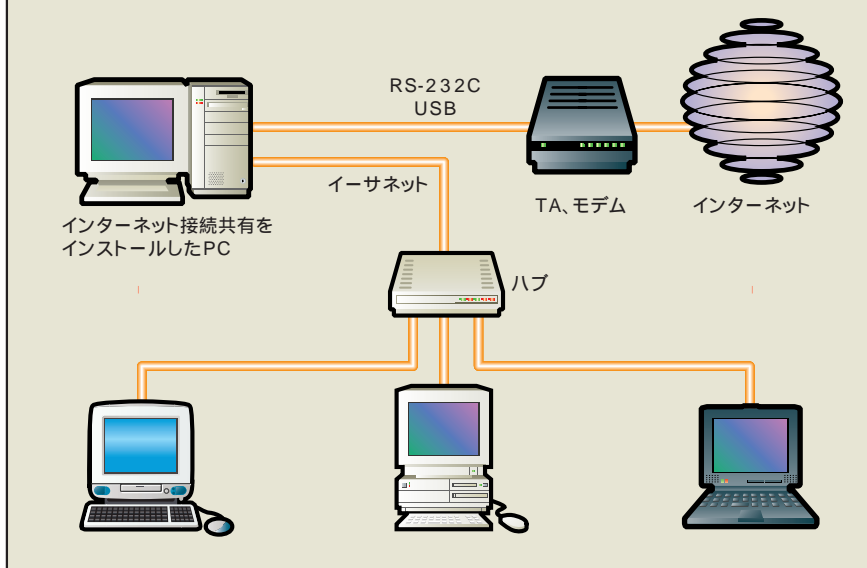 RS-232C
USB
イーサネット
TA、モデム
インターネット
インターネット接続共有を
インストールしたPC
ハブ